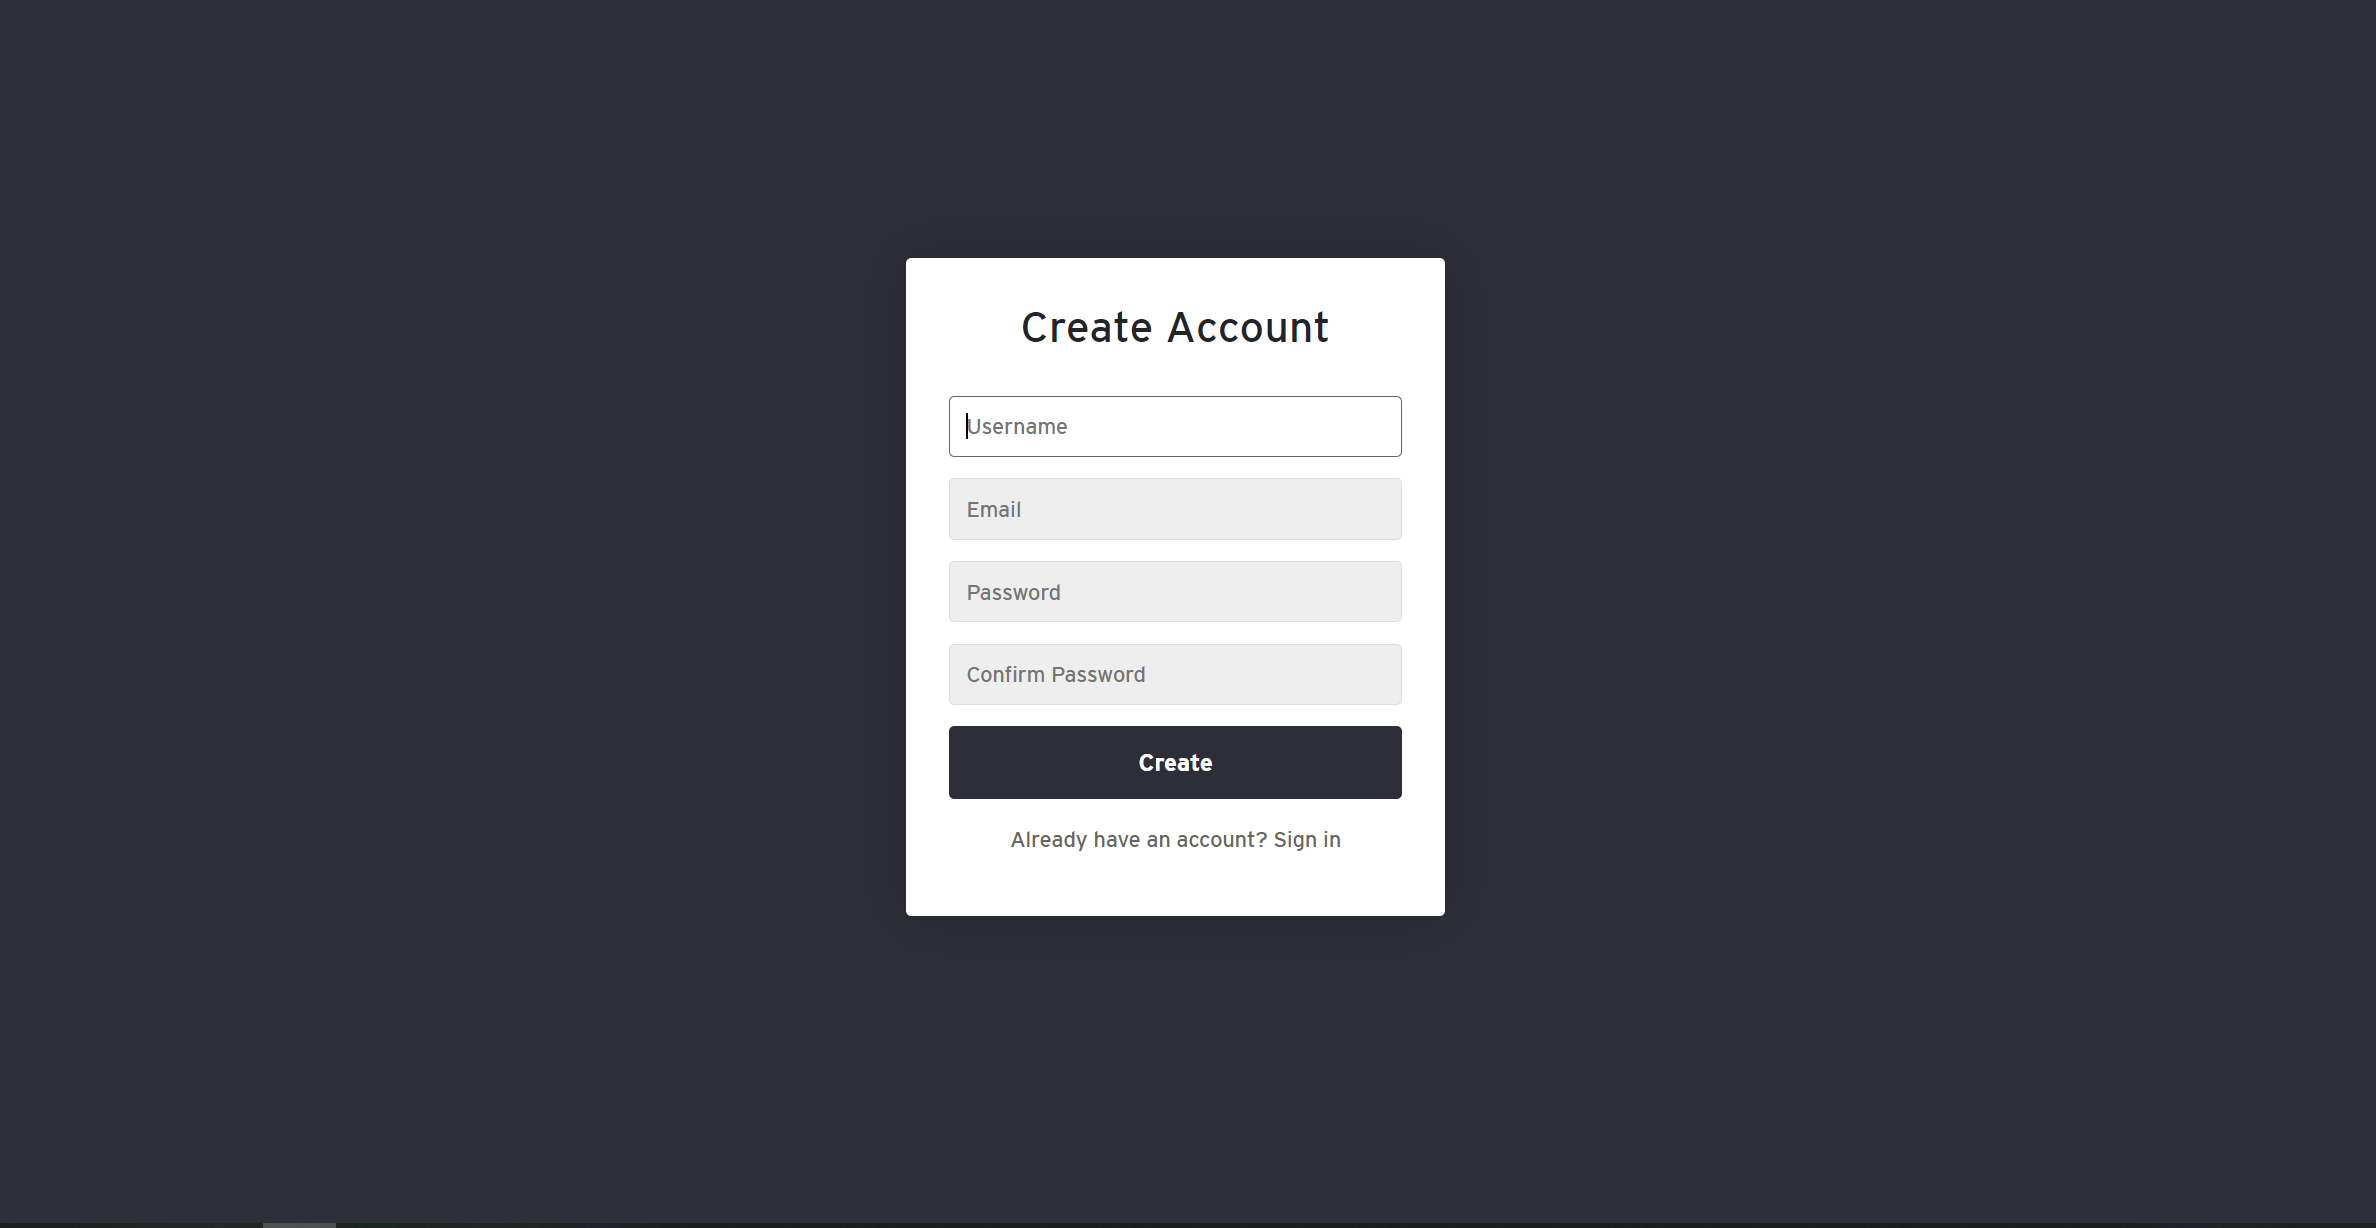 Create Account
Username
Email
Password
Confirm Password
Create
Already have an account? Sign in